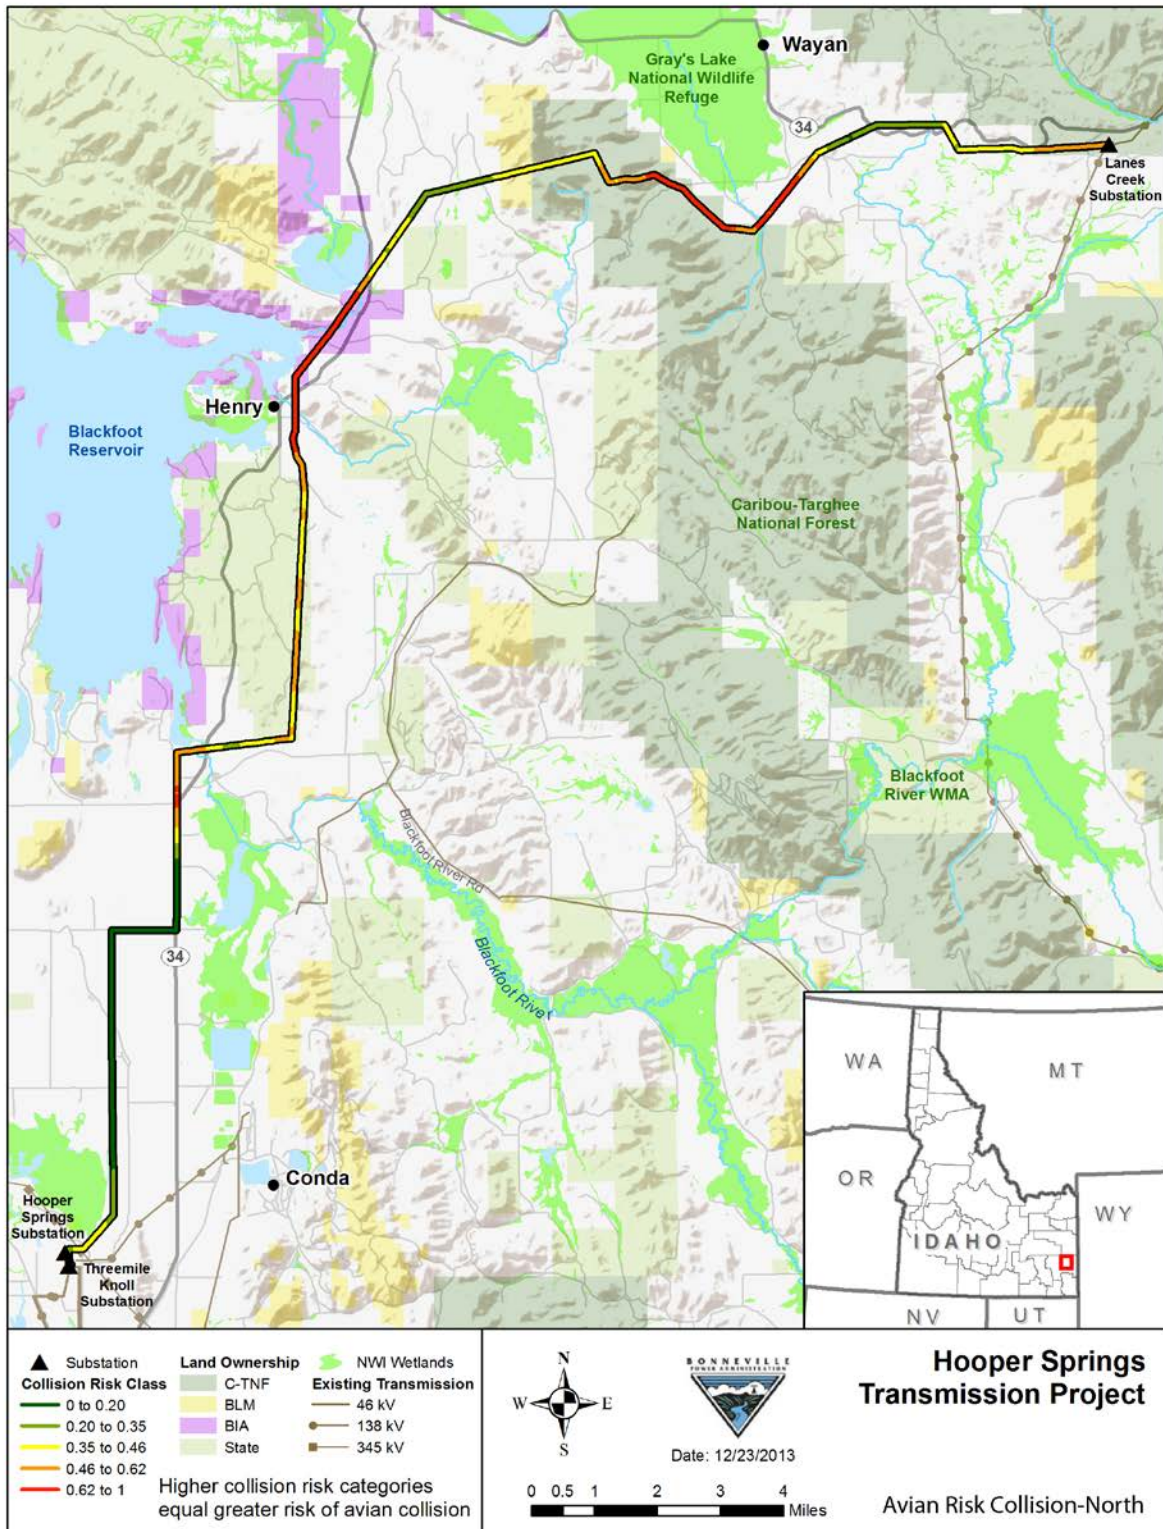 Wayan
Gray's Lake
National Wildlife
Refuge
34
Lanes
Creek
Substation
Henry
Blackfoot
Reservoir
Caribou-Targhee
National Forest
Blackfoot
River WMA
Blackfoot River Rd
Blackfoot River
34
Conda
Hooper
Springs
Substation
Threemile
Knoll
Substation
WA
MT
OR
IDAHO
WY
NV
UT
Substation
Collision Risk Class
0 to 0.20
0.20 to 0.35
0.35 to 0.46
0.46 to 0.62
0.62 to 1
Land Ownership
C-TNF
BLM
BIA
State
NWI Wetlands
Existing Transmission
46 kV
138 kV
345 kV
Higher collision risk categories
equal greater risk of avian collision
N
W
E
S
BONNEVILLE
POWER ADMINISTRATION
Date: 12/23/2013
0 0.5 1 2 3 4
Miles
Hooper Springs
Transmission Project
Avian Risk Collision-North